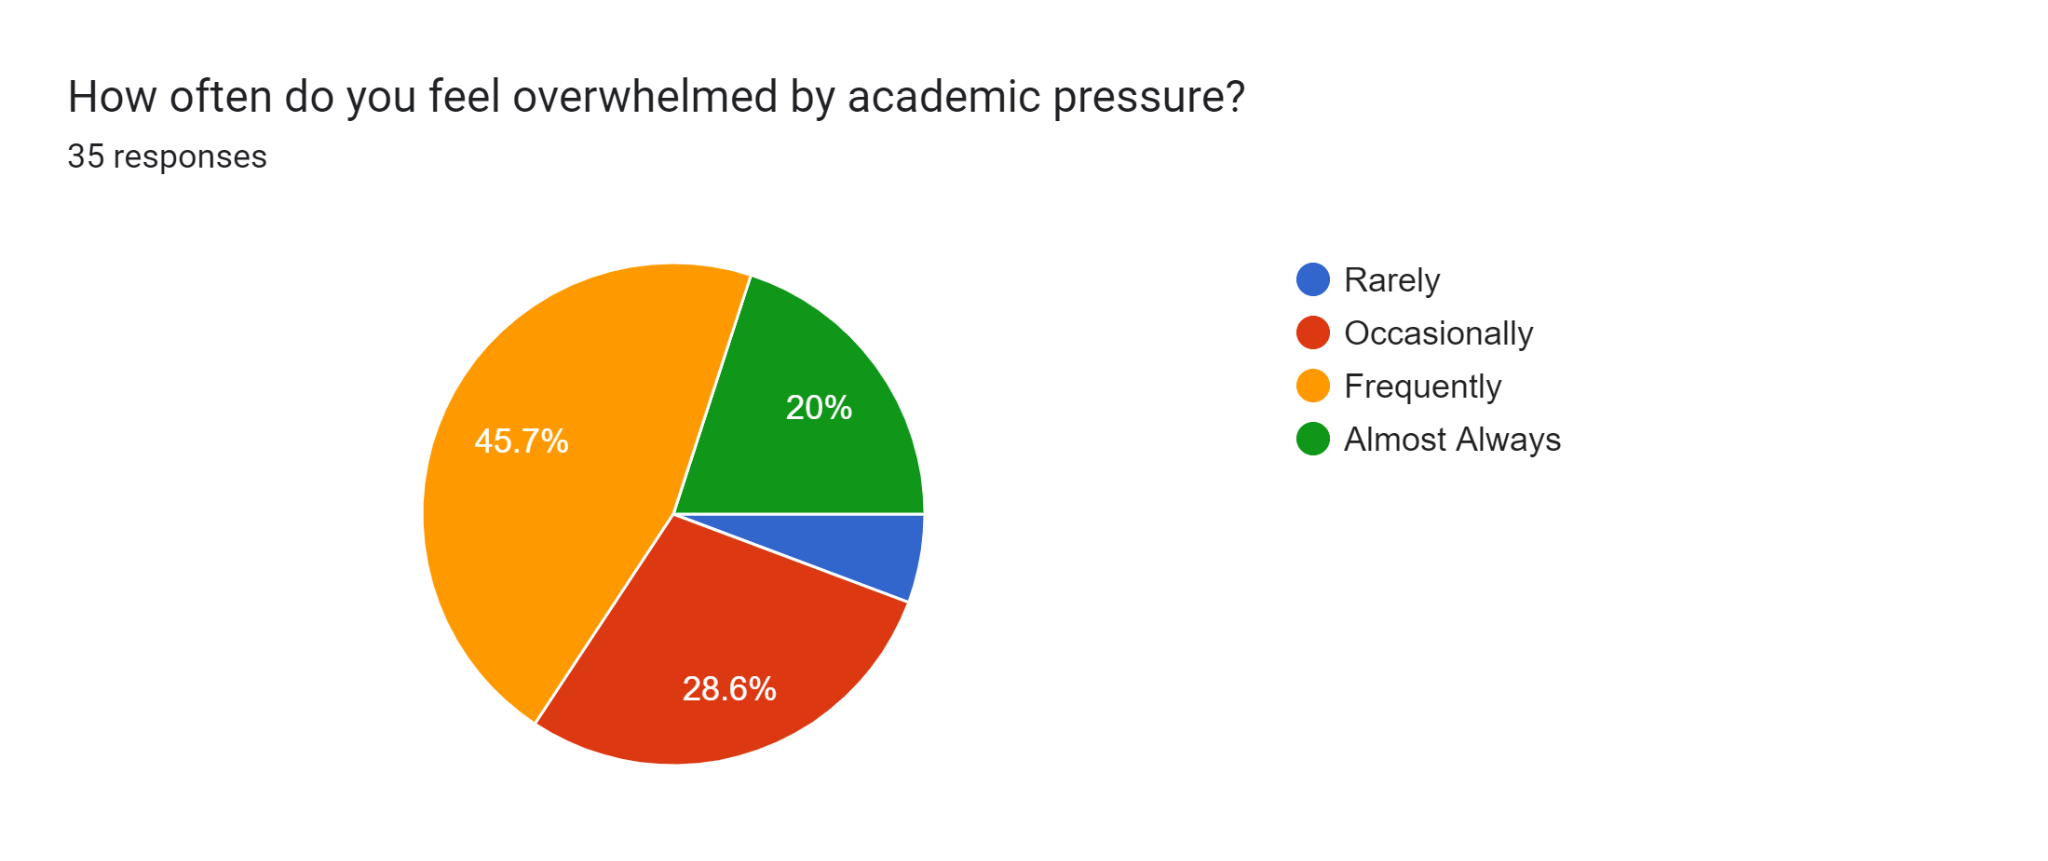 How often do you feel overwhelmed by academic pressure?
35 responses
45.7%
20%
28.6%
Rarely
Occasionally
Frequently
Almost Always